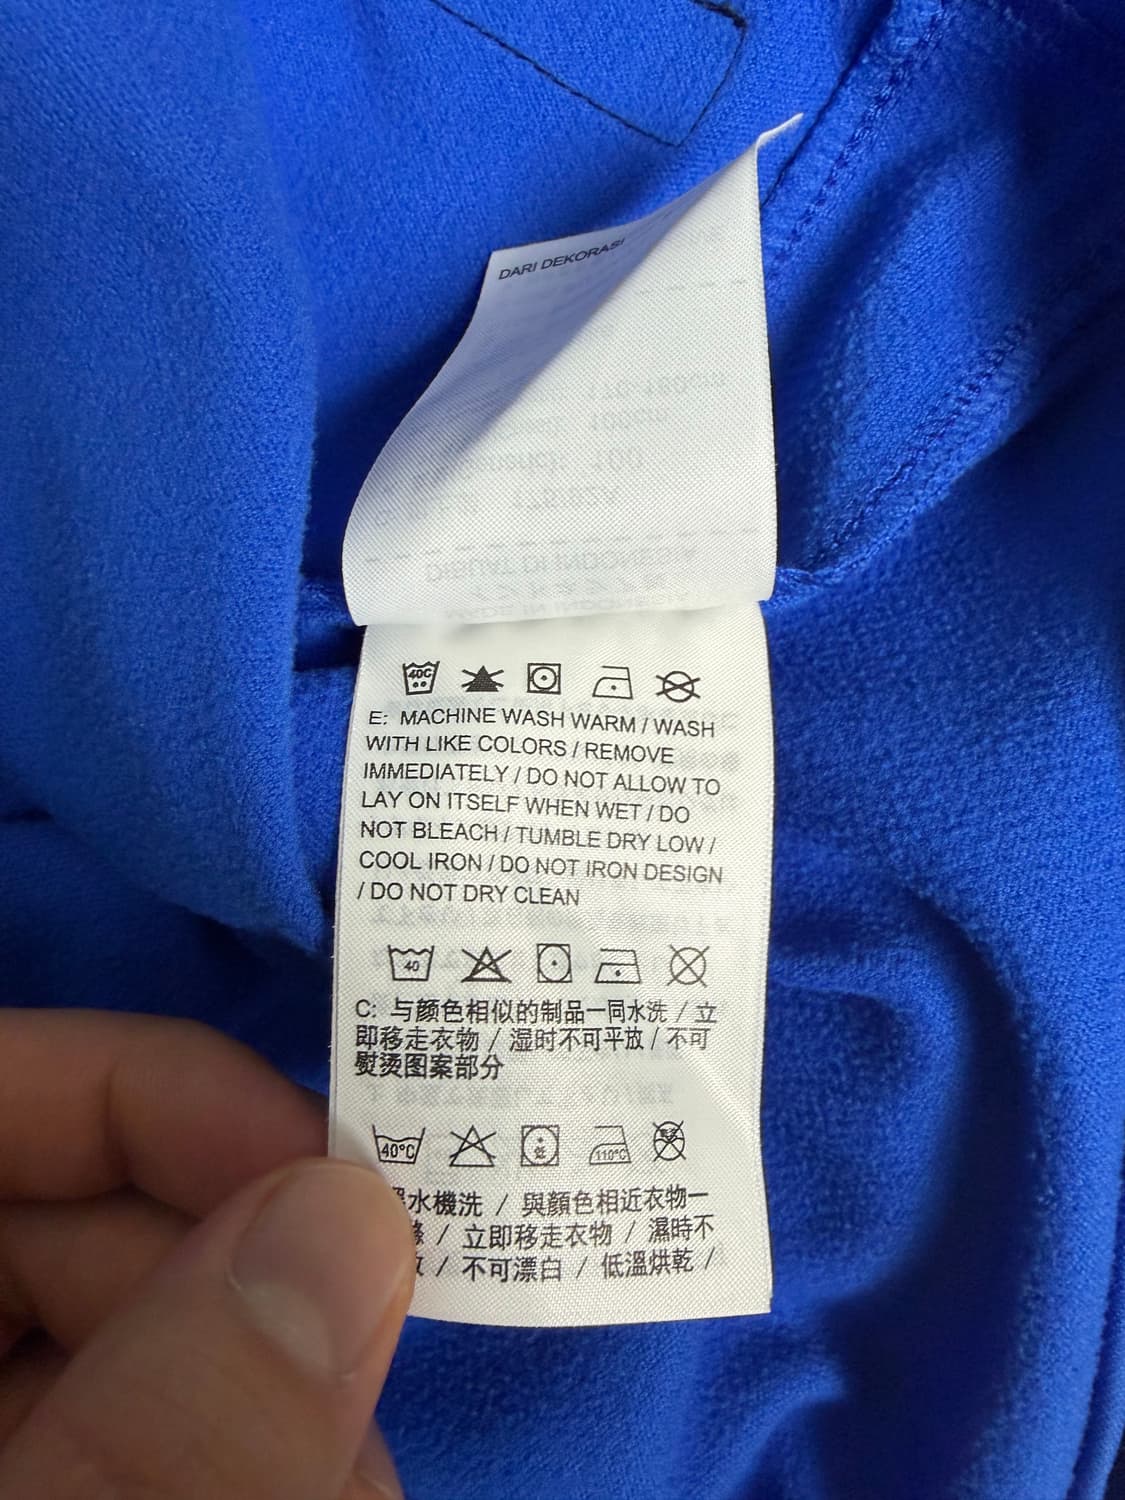 DARI DEKORASI
40C
E: MACHINE WASH WARM / WASH
WITH LIKE COLORS / REMOVE
IMMEDIATELY / DO NOT ALLOW TO
LAY ON ITSELF WHEN WET / DO
NOT BLEACH / TUMBLE DRY LOW /
COOL IRON / DO NOT IRON DESIGN
/ DO NOT DRY CLEAN
40
C: 与颜色相似的制品一同水洗 / 立
即移走衣物 / 湿时不可平放 / 不可
熨烫图案部分
40°C 低 110°C
水機洗 / 與顏色相近衣物一
/ 立即移走衣物 / 濕時不
/ 不可漂白 / 低溫烘乾 /